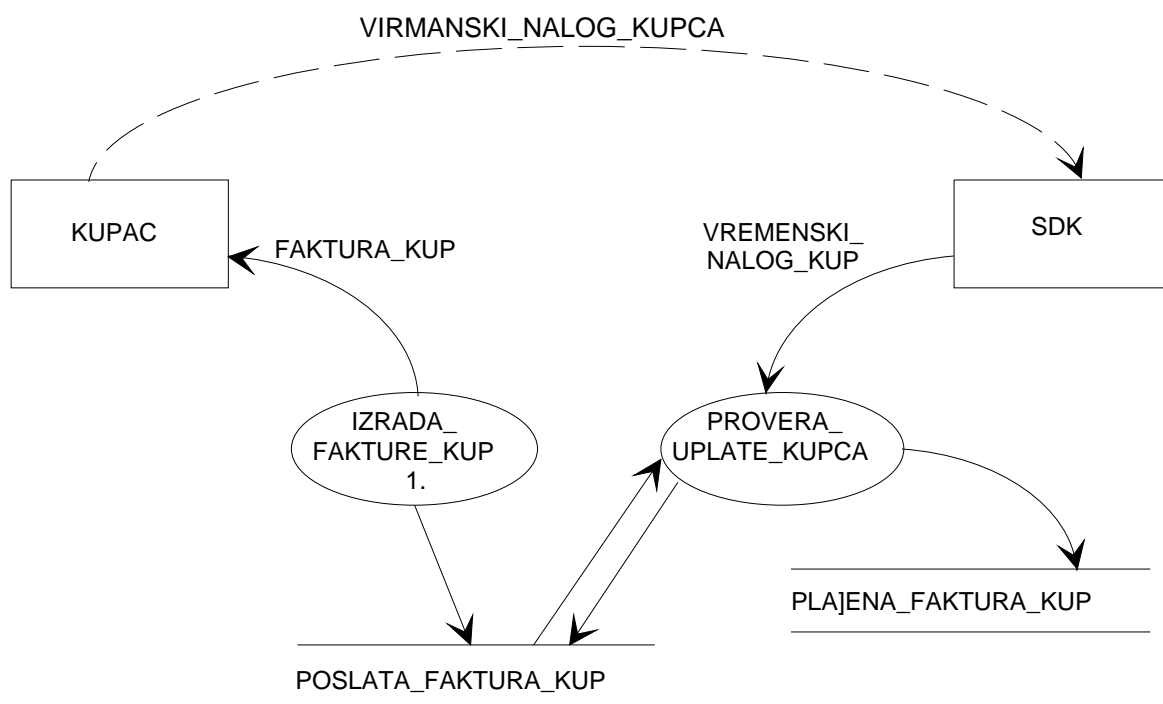 VIRMANSKI_NALOG_KUPCA
KUPAC
SDK
FAKTURA_KUP
VREMENSKI_
NALOG_KUP
IZRADA_
FAKTURE_KUP
1.
PROVERA_
UPLATE_KUPCA
PLA]ENA_FAKTURA_KUP
POSLATA_FAKTURA_KUP